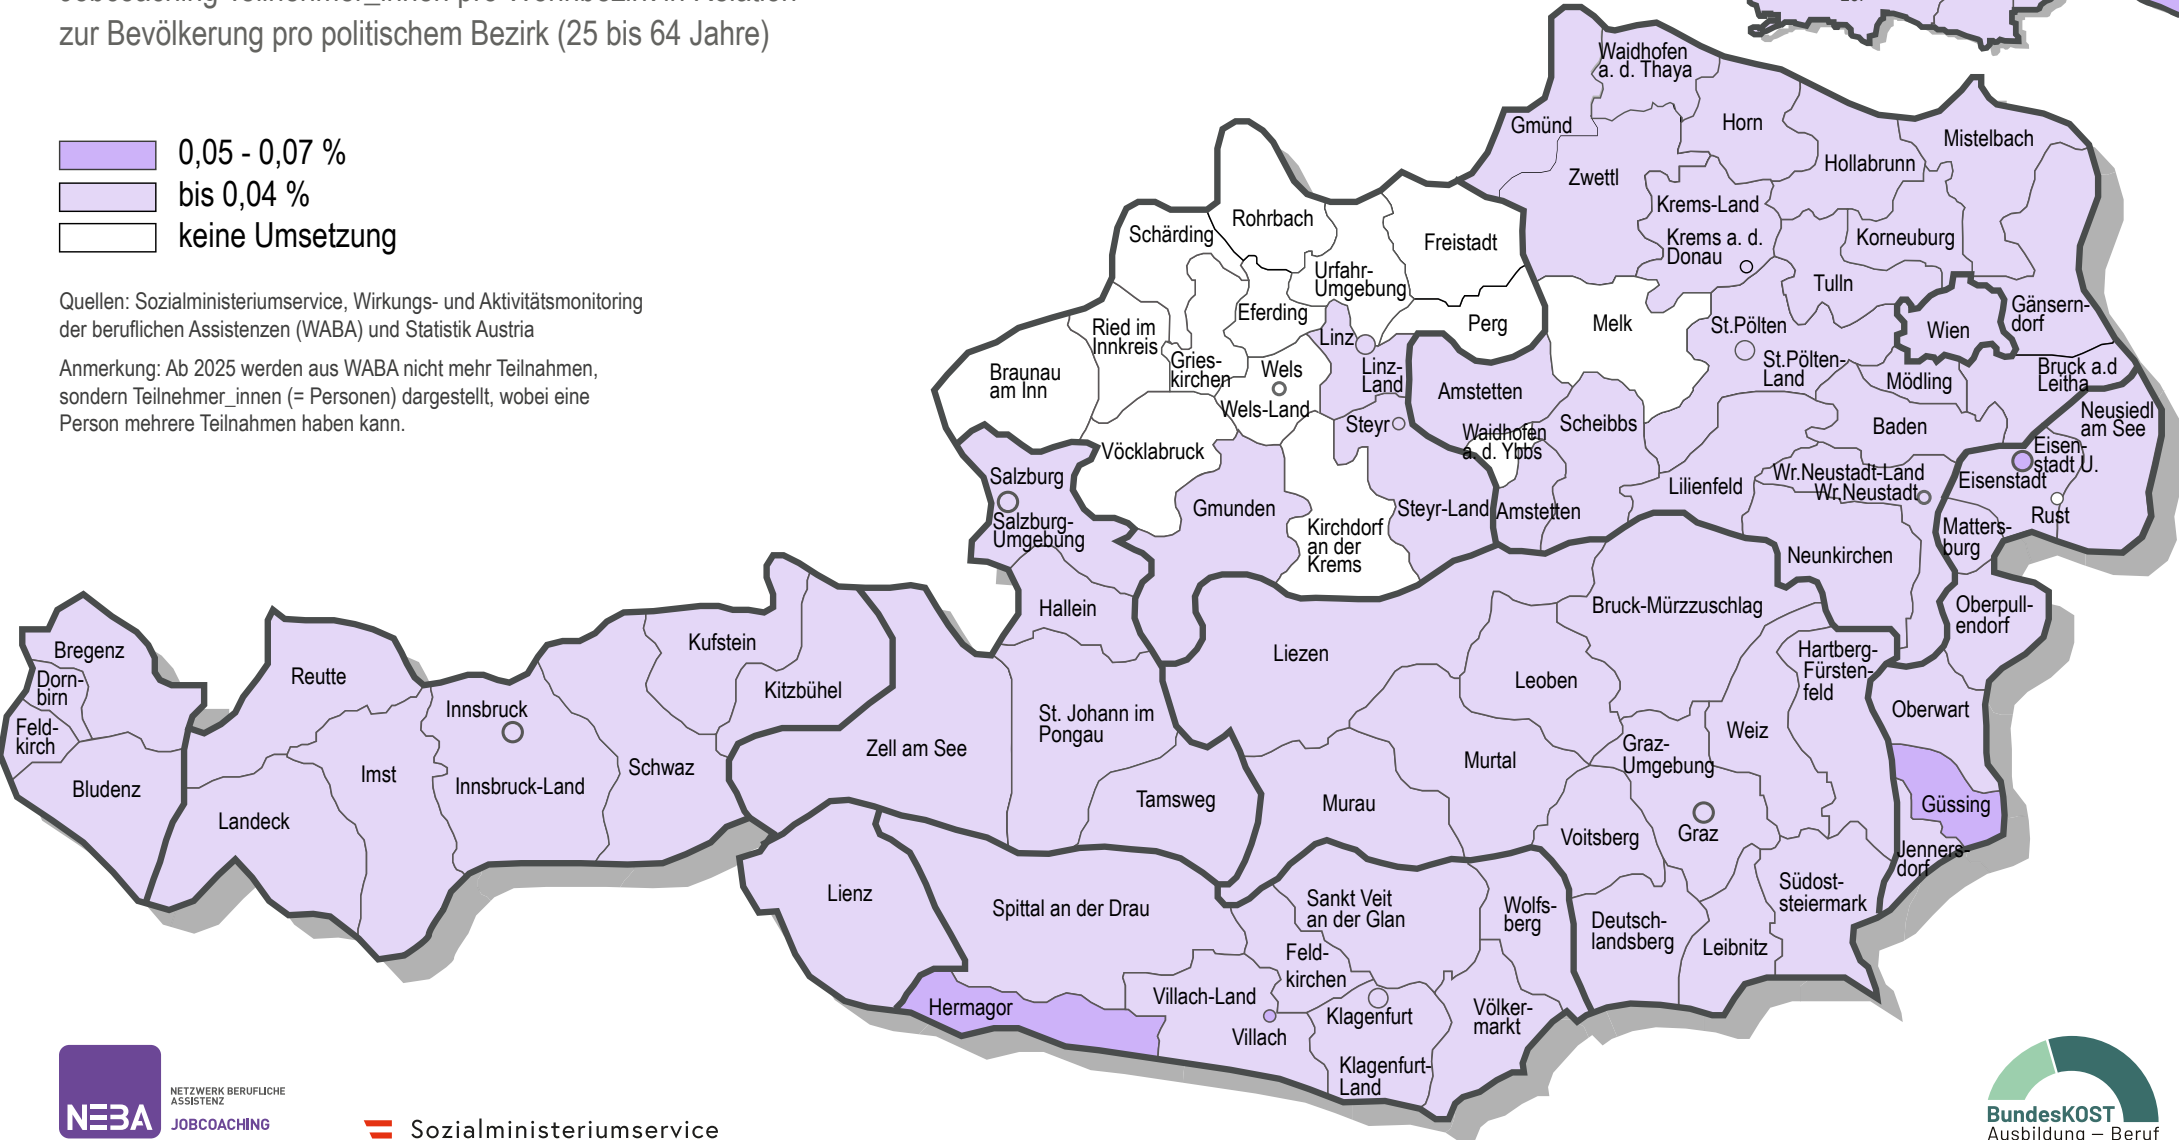 zur Bevölkerung pro politischem Bezirk (25 bis 64 Jahre)
0,05 - 0,07 %
bis 0,04 %
keine Umsetzung
Quellen: Sozialministeriumservice, Wirkungs- und Aktivitätsmonitoring
der beruflichen Assistenzen (WABA) und Statistik Austria
Anmerkung: Ab 2025 werden aus WABA nicht mehr Teilnahmen,
sondern Teilnehmer_innen (= Personen) dargestellt, wobei eine
Person mehrere Teilnahmen haben kann.
Waidhofen
a. d. Thaya
Gmünd
Horn
Mistelbach
Zwettl
Hollabrunn
Krems-Land
Krems a. d.
Donau
Korneuburg
Tulln
Gänsern-
dorf
Wien
Melk
St.Pölten
St.Pölten-
Land
Mödling
Bruck a.d
Leitha
Baden
Neusiedl
am See
Eisen-
stadt U.
Eisenstadt
Rust
Wr.Neustadt-Land
Wr.Neustadt
Matters-
burg
Neunkirchen
Lilienfeld
Scheibbs
Amstetten
Waidhofen
a. d. Ybbs
Amstetten
Rohrbach
Schärding
Freistadt
Urfahr-
Umgebung
Eferding
Perg
Ried im
Innkreis
Gries-
kirchen
Linz
Linz-
Land
Wels
Wels-Land
Braunau
am Inn
Steyr
Vöcklabruck
Gmunden
Kirchdorf
an der
Krems
Steyr-Land
Salzburg
Salzburg-
Umgebung
Hallein
St. Johann im
Pongau
Zell am See
Tamsweg
Bregenz
Dorn-
birn
Feld-
kirch
Bludenz
Reutte
Landeck
Imst
Innsbruck
Innsbruck-Land
Schwaz
Kufstein
Kitzbühel
Lienz
Liezen
Bruck-Mürzzuschlag
Leoben
Hartberg-
Fürsten-
feld
Weiz
Graz-
Umgebung
Murtal
Murau
Voitsberg
Graz
Südost-
steiermark
Deutsch-
landsberg
Leibnitz
Oberpull-
endorf
Oberwart
Güssing
Jenners-
dorf
Spittal an der Drau
Sankt Veit
an der Glan
Wolfs-
berg
Feld-
kirchen
Hermagor
Villach-Land
Villach
Klagenfurt
Klagenfurt-
Land
Völker-
markt
NEBA
NETZWERK BERUFLICHE
ASSISTENZ
JOBCOACHING
Sozialministeriumservice
BundesKOST
Ausbildung – Beruf